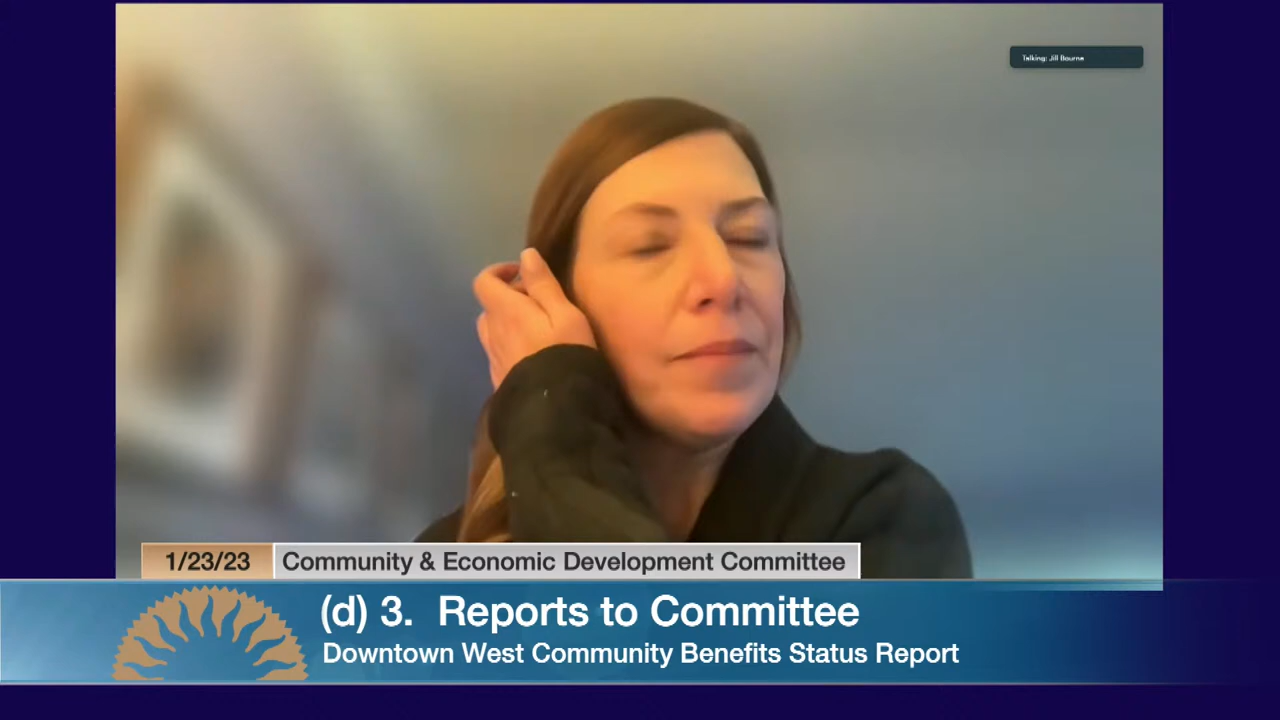 Talking: Jill Bourne
1/23/23 Community & Economic Development Committee
(d) 3. Reports to Committee
Downtown West Community Benefits Status Report